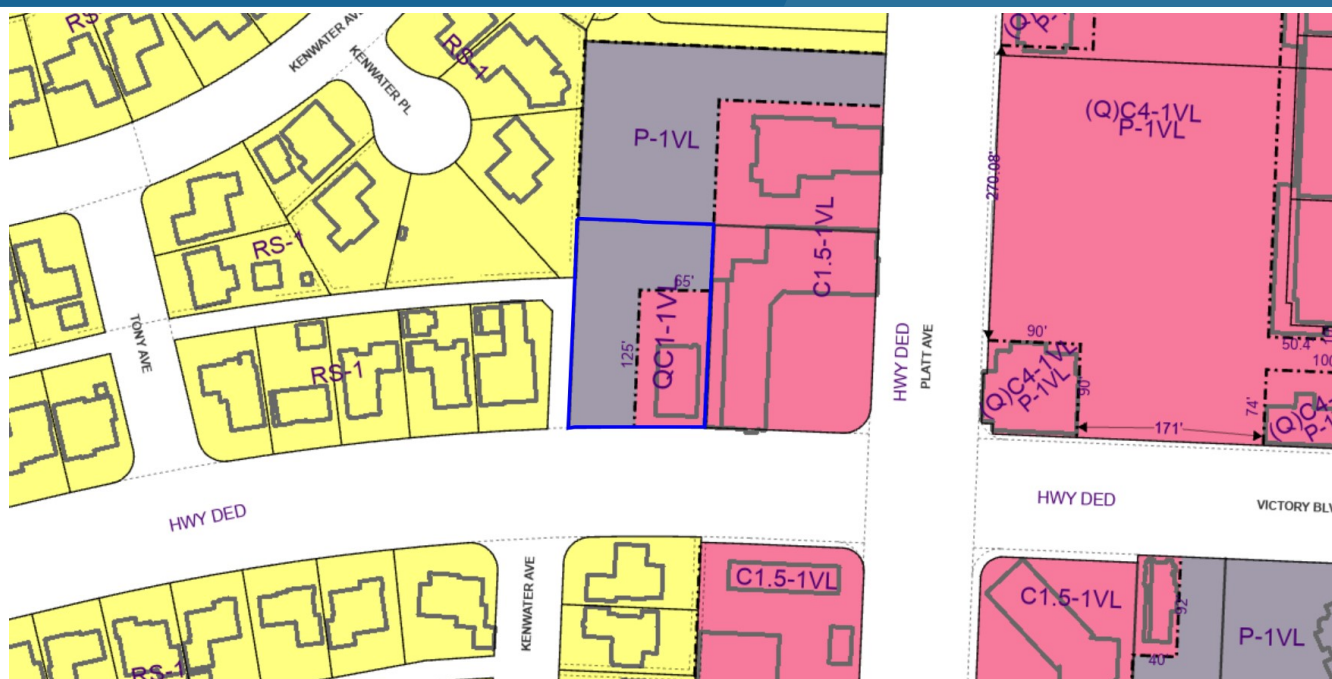 RS-1
KENWATER AVE
KENWATER PL
RS-1
(Q)
P-1
(Q)C4-1VL
P-1VL
P-1VL
270.08'
C1.5-1VL
RS-1
65'
QC1-1VL
125'
TONY AVE
RS-1
HWY DED
PLATT AVE
90'
(Q)C4-1VL
P-1VL
90'
50.4'
100
74'
(Q)C4-
P-1
171'
HWY DED
HWY DED
VICTORY BLV
KENWATER AVE
C1.5-1VL
C1.5-1VL
92'
40'
P-1VL
RS-1